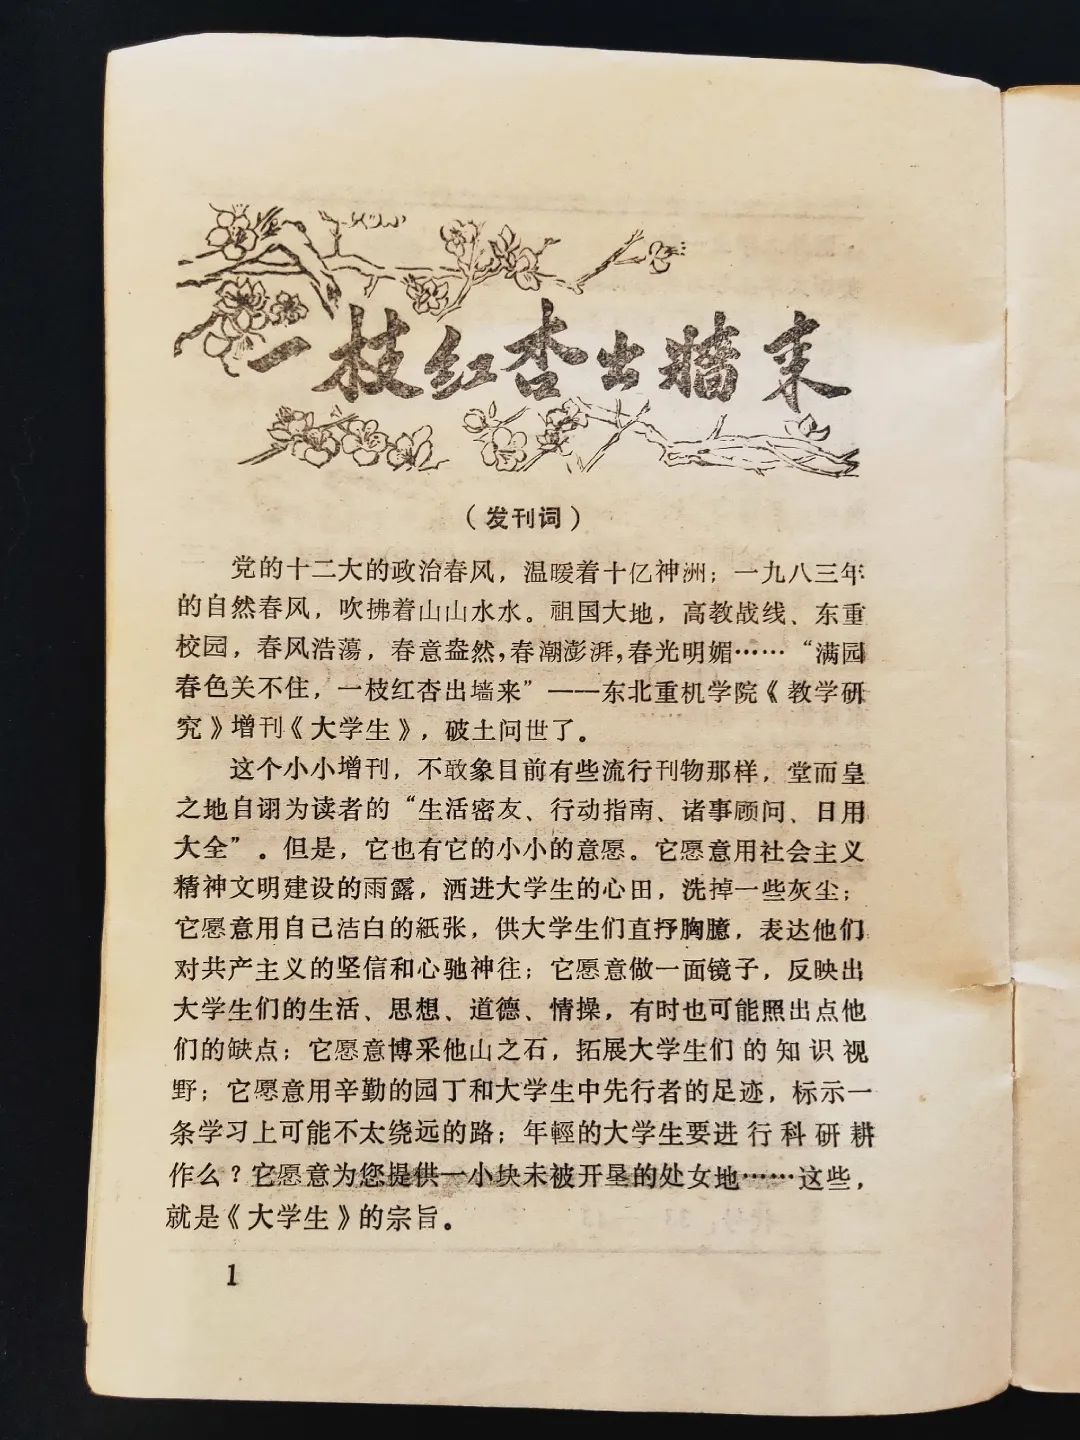 一枝红杏出墙来
（发刊词）
党的十二大的政治春风，温暖着十亿神洲；一九八三年
的自然春风，吹拂着山山水水。祖国大地，高教战线、东重
校园，春风浩蕩，春意盎然，春潮澎湃，春光明媚……“满园
春色关不住，一枝红杏出墙来”——东北重机学院《教学研
究》增刊《大学生》，破土问世了。
这个小小增刊，不敢象目前有些流行刊物那样，堂而皇
之地自诩为读者的“生活密友、行动指南、诸事顾问、日用
大全”。但是，它也有它的小小的意愿。它愿意用社会主义
精神文明建设的雨露，洒进大学生的心田，洗掉一些灰尘；
它愿意用自己洁白的紙张，供大学生们直抒胸臆，表达他们
对共产主义的坚信和心驰神往；它愿意做一面镜子，反映出
大学生们的生活、思想、道德、情操，有时也可能照出点他
们的缺点；它愿意博采他山之石，拓展大学生们的知识视
野；它愿意用辛勤的园丁和大学生中先行者的足迹，标示一
条学习上可能不太绕远的路；年輕的大学生要进行科研耕
作么？它愿意为您提供一小块未被开垦的处女地……这些，
就是《大学生》的宗旨。
1